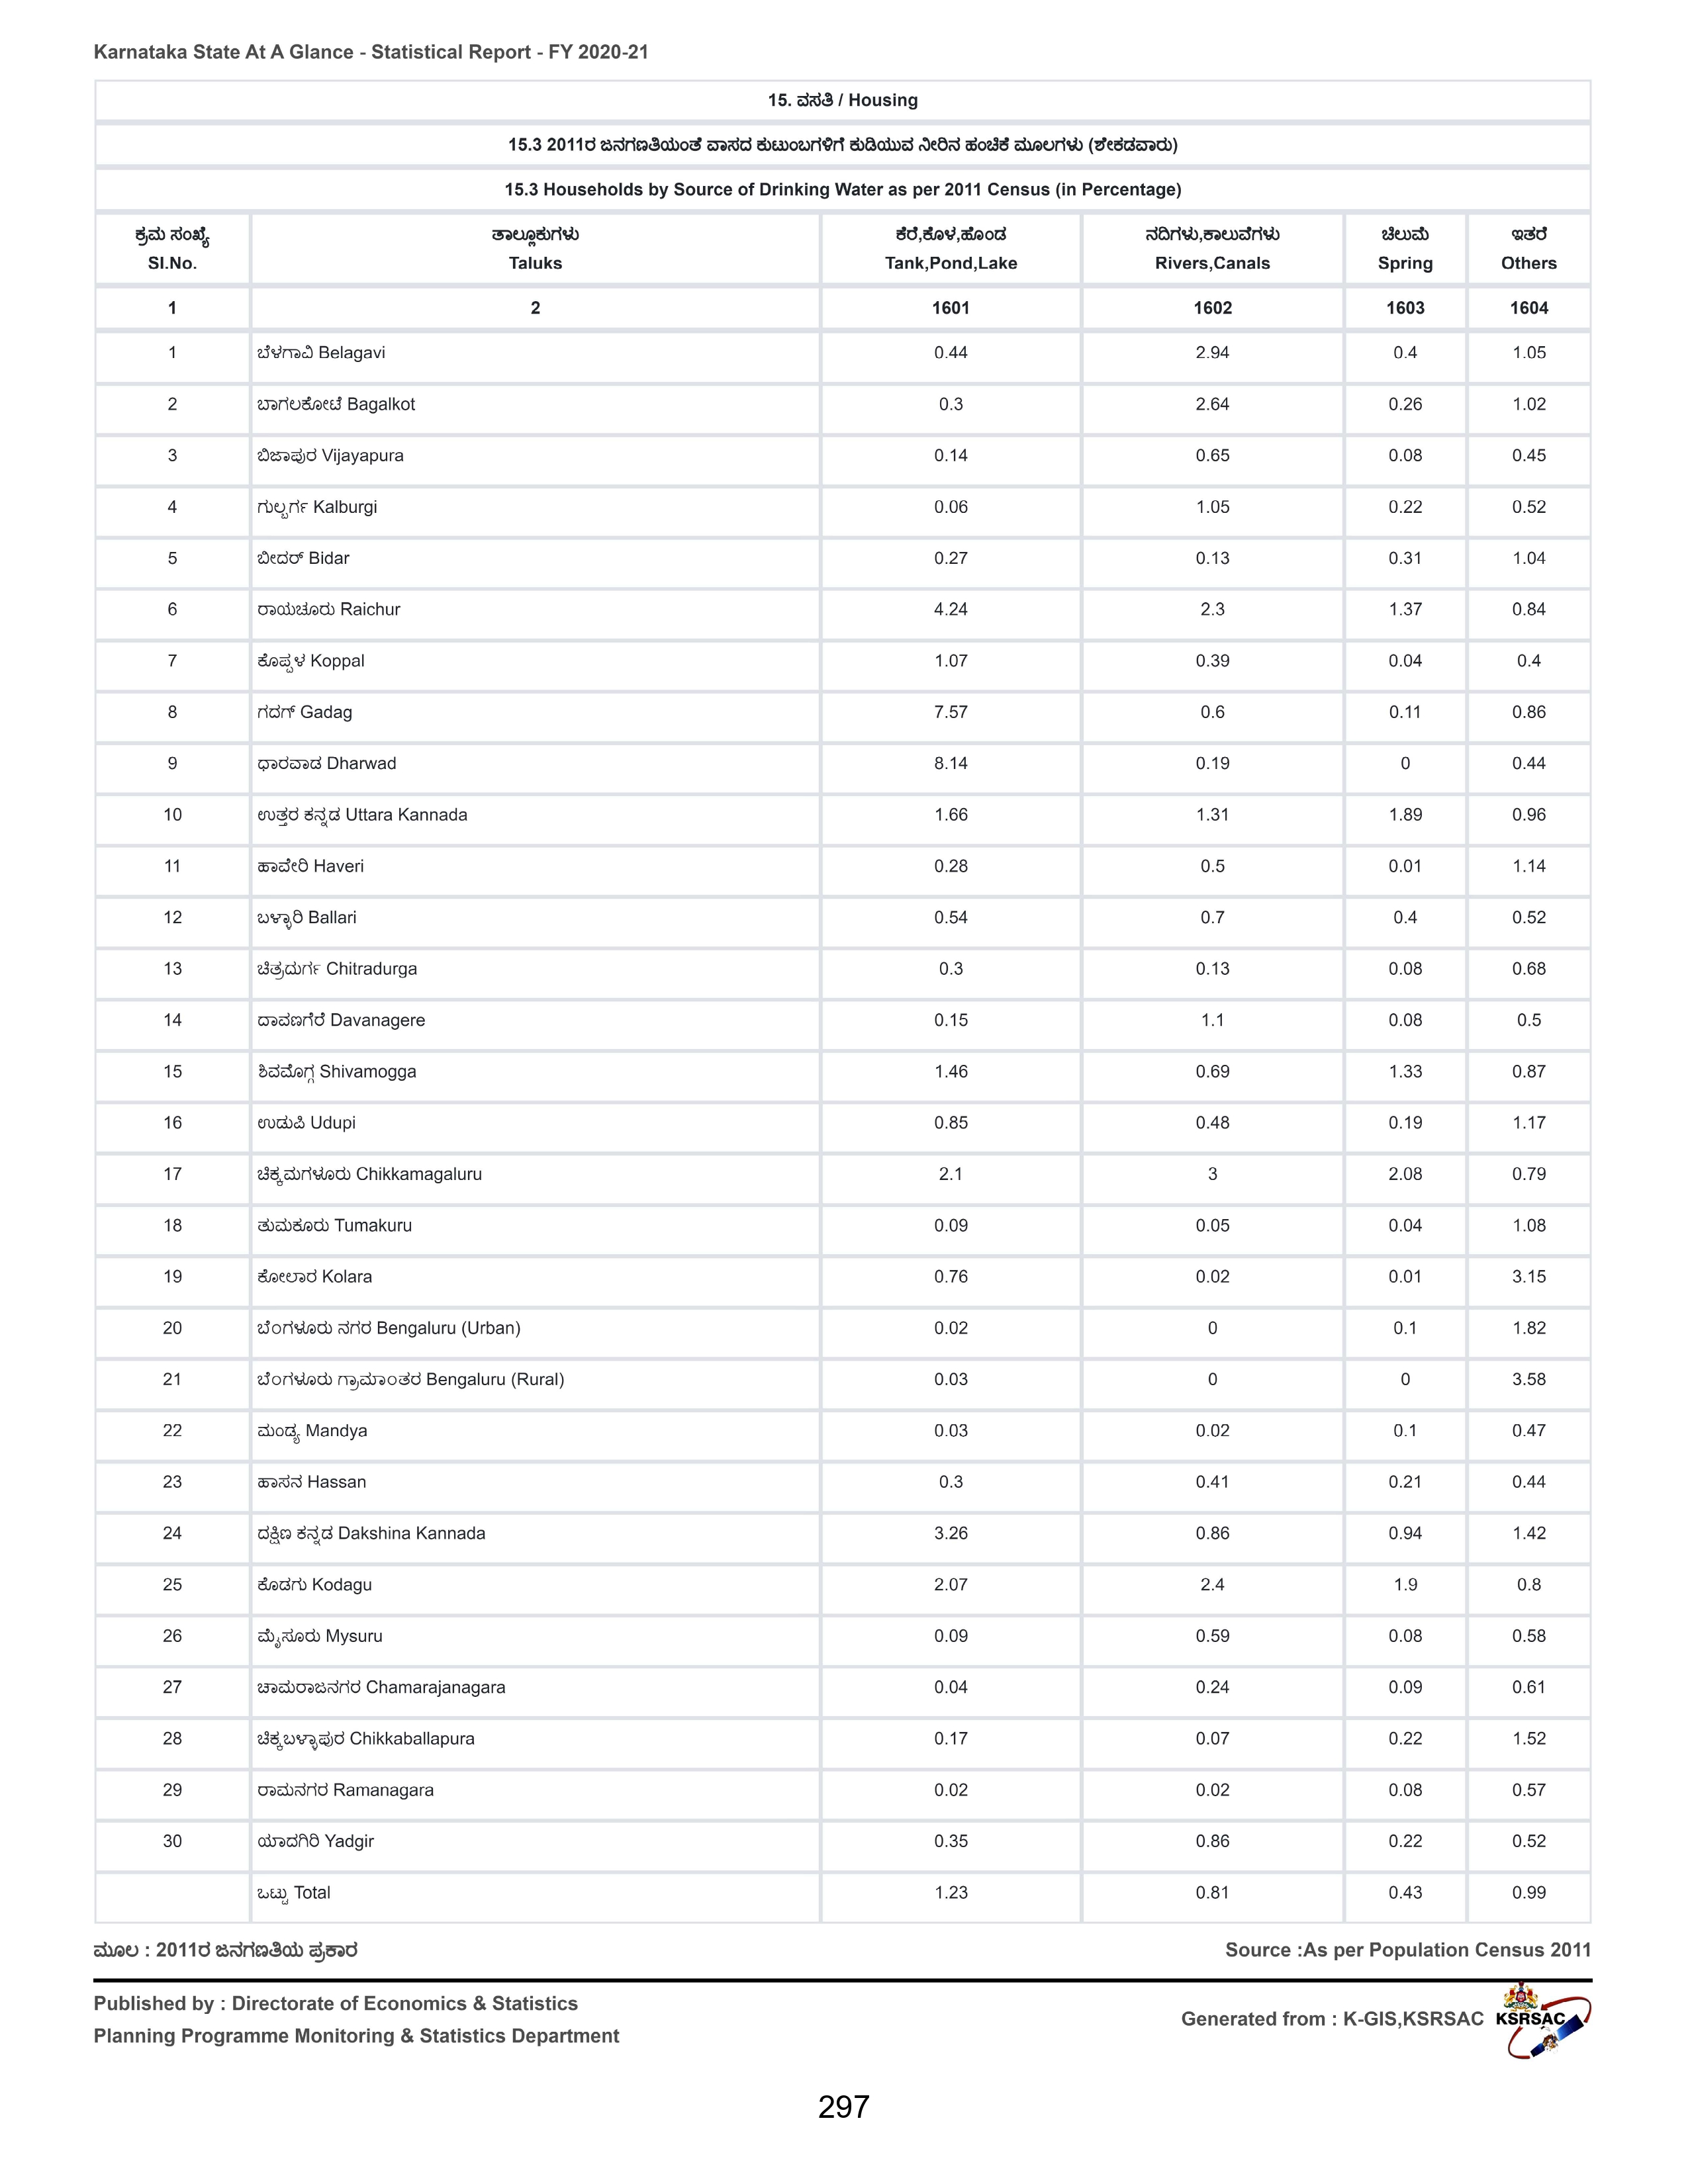 Karnataka State At A Glance - Statistical Report - FY 2020-21
15. ವಸತಿ / Housing
15.3 2011ರ ಜನಗಣತಿಯಂತೆ ವಾಸದ ಕುಟುಂಬಗಳಿಗೆ ಕುಡಿಯುವ ನೀರಿನ ಹಂಚಿಕೆ ಮೂಲಗಳು (ಶೇಕಡವಾರು)
15.3 Households by Source of Drinking Water as per 2011 Census (in Percentage)
ಕ್ರಮ ಸಂಖ್ಯೆ ತಾಲ್ಲೂಕುಗಳು ಕೆರೆ,ಕೊಳ,ಹೊಂಡ ನದಿಗಳು,ಕಾಲುವೆಗಳು ಚಿಲುಮೆ ಇತರೆ
Sl.No. Taluks Tank,Pond,Lake Rivers,Canals Spring Others
1 2 1601 1602 1603 1604
1 ಬೆಳಗಾವಿ Belagavi 0.44 2.94 0.4 1.05
2 ಬಾಗಲಕೋಟೆ Bagalkot 0.3 2.64 0.26 1.02
3 ಬಿಜಾಪುರ Vijayapura 0.14 0.65 0.08 0.45
4 ಗುಲ್ಬರ್ಗ Kalburgi 0.06 1.05 0.22 0.52
5 ಬೀದರ್ Bidar 0.27 0.13 0.31 1.04
6 ರಾಯಚೂರು Raichur 4.24 2.3 1.37 0.84
7 ಕೊಪ್ಪಳ Koppal 1.07 0.39 0.04 0.4
8 ಗದಗ್ Gadag 7.57 0.6 0.11 0.86
9 ಧಾರವಾಡ Dharwad 8.14 0.19 0 0.44
10 ಉತ್ತರ ಕನ್ನಡ Uttara Kannada 1.66 1.31 1.89 0.96
11 ಹಾವೇರಿ Haveri 0.28 0.5 0.01 1.14
12 ಬಳ್ಳಾರಿ Ballari 0.54 0.7 0.4 0.52
13 ಚಿತ್ರದುರ್ಗ Chitradurga 0.3 0.13 0.08 0.68
14 ದಾವಣಗೆರೆ Davanagere 0.15 1.1 0.08 0.5
15 ಶಿವಮೊಗ್ಗ Shivamogga 1.46 0.69 1.33 0.87
16 ಉಡುಪಿ Udupi 0.85 0.48 0.19 1.17
17 ಚಿಕ್ಕಮಗಳೂರು Chikkamagaluru 2.1 3 2.08 0.79
18 ತುಮಕೂರು Tumakuru 0.09 0.05 0.04 1.08
19 ಕೋಲಾರ Kolara 0.76 0.02 0.01 3.15
20 ಬೆಂಗಳೂರು ನಗರ Bengaluru (Urban) 0.02 0 0.1 1.82
21 ಬೆಂಗಳೂರು ಗ್ರಾಮಾಂತರ Bengaluru (Rural) 0.03 0 0 3.58
22 ಮಂಡ್ಯ Mandya 0.03 0.02 0.1 0.47
23 ಹಾಸನ Hassan 0.3 0.41 0.21 0.44
24 ದಕ್ಷಿಣ ಕನ್ನಡ Dakshina Kannada 3.26 0.86 0.94 1.42
25 ಕೊಡಗು Kodagu 2.07 2.4 1.9 0.8
26 ಮೈಸೂರು Mysuru 0.09 0.59 0.08 0.58
27 ಚಾಮರಾಜನಗರ Chamarajanagara 0.04 0.24 0.09 0.61
28 ಚಿಕ್ಕಬಳ್ಳಾಪುರ Chikkaballapura 0.17 0.07 0.22 1.52
29 ರಾಮನಗರ Ramanagara 0.02 0.02 0.08 0.57
30 ಯಾದಗಿರಿ Yadgir 0.35 0.86 0.22 0.52
ಒಟ್ಟು Total 1.23 0.81 0.43 0.99
ಮೂಲ : 2011ರ ಜನಗಣತಿಯ ಪ್ರಕಾರ Source :As per Population Census 2011
Published by : Directorate of Economics & Statistics
Planning Programme Monitoring & Statistics Department
Generated from : K-GIS,KSRSAC KSRSAC
297